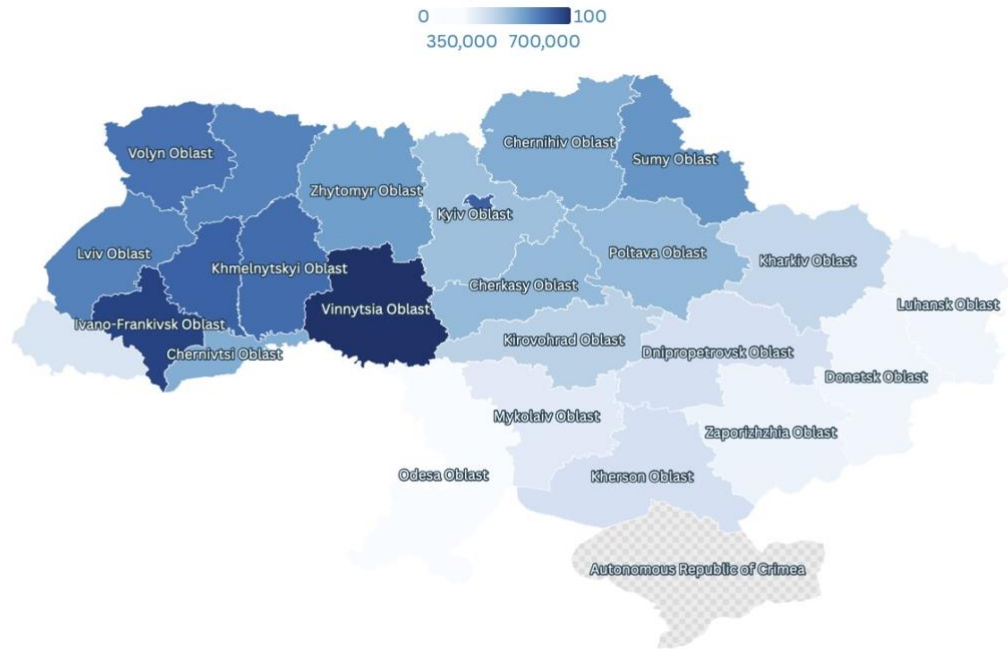 0 100
350,000 700,000
Chernihiv Oblast
Volyn Oblast
Sumy Oblast
Zhytomyr Oblast
Kyiv Oblast
Lviv Oblast
Poltava Oblast
Kharkiv Oblast
Khmelnytskyi Oblast
Cherkasy Oblast
Vinnytsia Oblast
Luhansk Oblast
Ivano-Frankivsk Oblast
Kirovohrad Oblast
Chernivtsi Oblast
Dnipropetrovsk Oblast
Donetsk Oblast
Mykolaiv Oblast
Zaporizhzhia Oblast
Odesa Oblast
Kherson Oblast
Autonomous Republic of Crimea